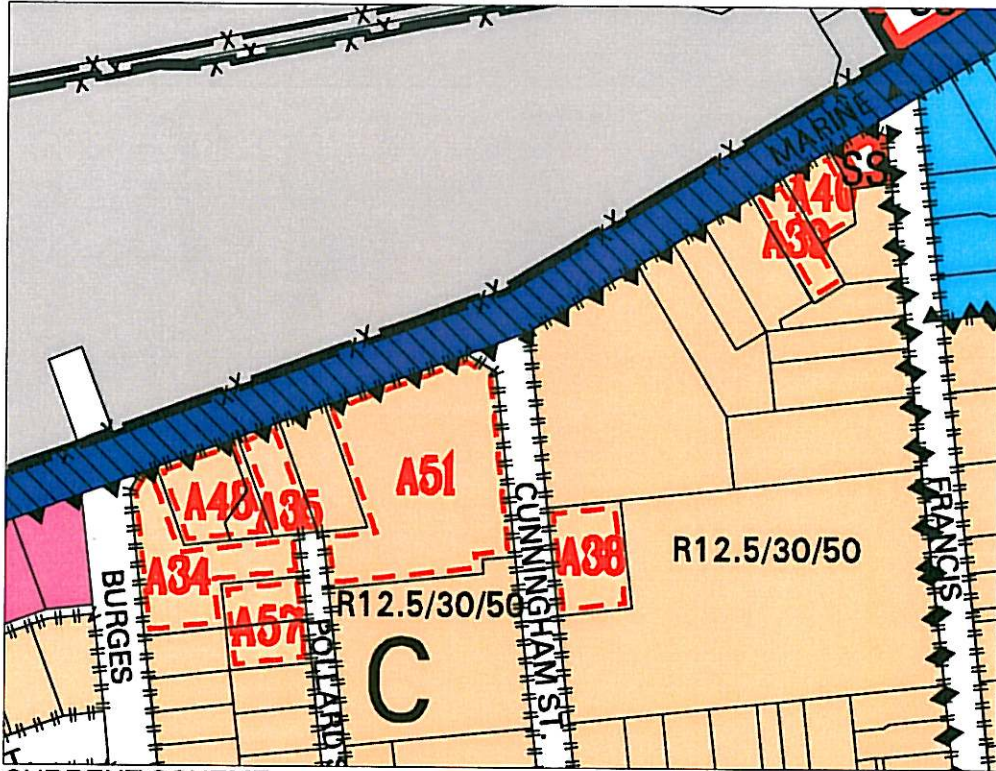 MARINE
SS
A40
A39
A51
A48
A35
A34
A57
A38
CUNNINGHAM ST.
FRANCIS
R12.5/30/50
R12.5/30/50
BURGES
POLLARD
C